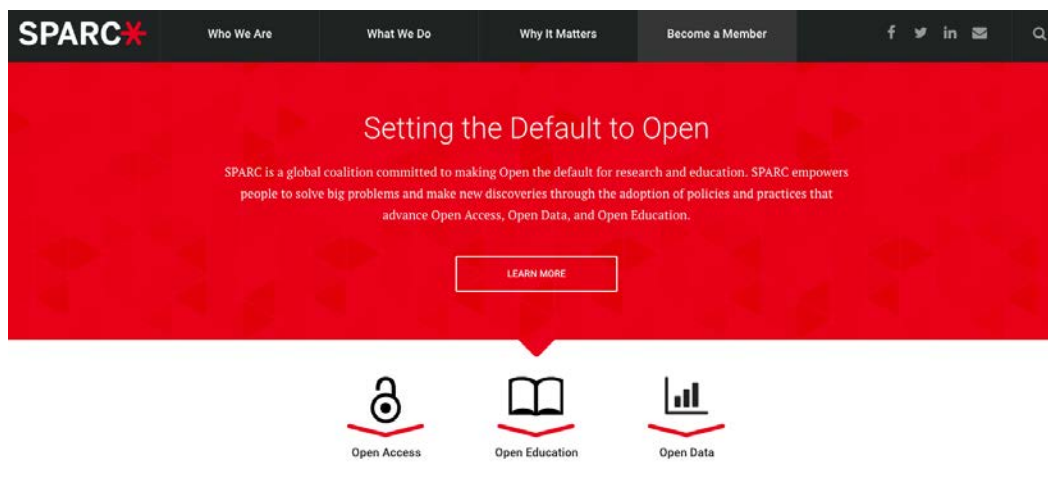 SPARC
Who We Are
What We Do
Why It Matters
Become a Member
Setting the Default to Open
SPARC is a global coalition committed to making Open the default for research and education. SPARC empowers
people to solve big problems and make new discoveries through the adoption of policies and practices that
advance Open Access, Open Data, and Open Education.
LEARN MORE
Open Access
Open Education
Open Data